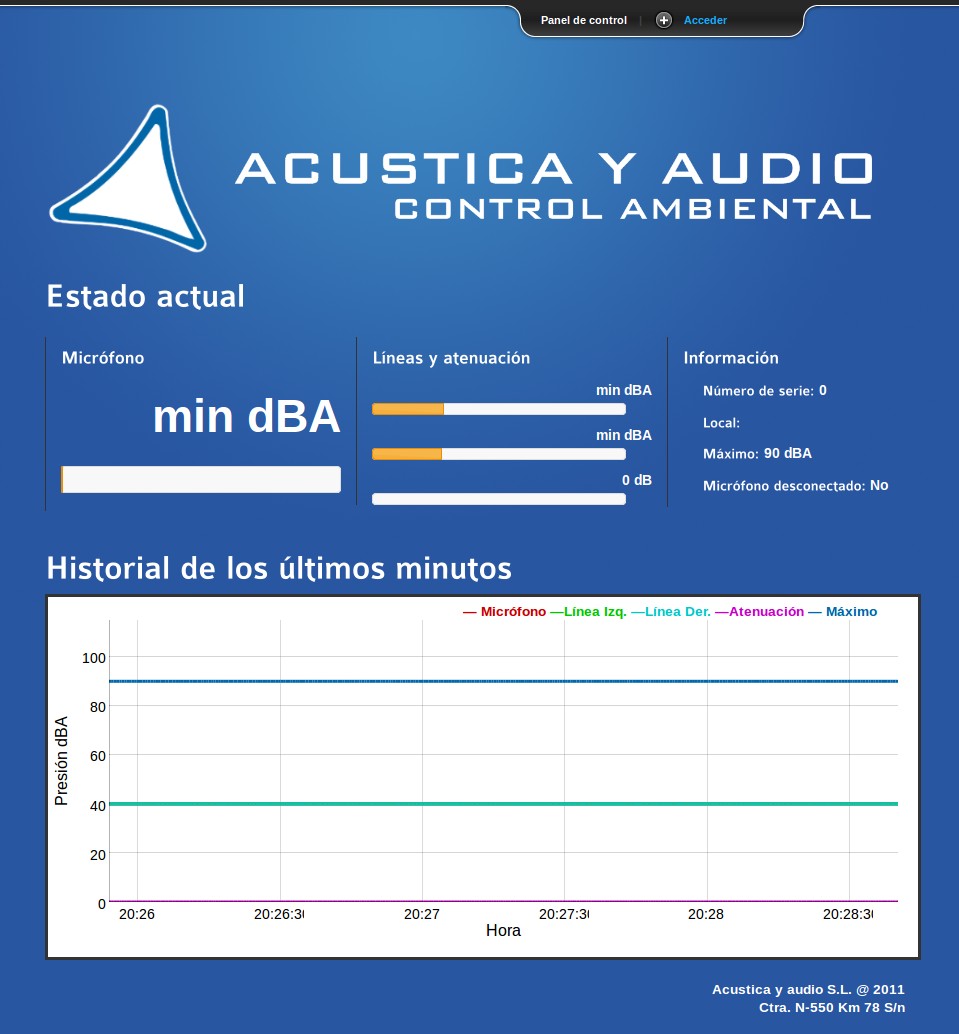 Panel de control | Acceder
ACUSTICA Y AUDIO
CONTROL AMBIENTAL
Estado actual
Micrófono
min dBA
Líneas y atenuación
min dBA
min dBA
0 dB
Información
Número de serie: 0
Local:
Máximo: 90 dBA
Micrófono desconectado: No
Historial de los últimos minutos
— Micrófono —Línea Izq. —Línea Der. —Atenuación — Máximo
Presión dBA
100
80
60
40
20
0
20:26 20:26:30 20:27 20:27:30 20:28 20:28:30
Hora
Acustica y audio S.L. @ 2011
Ctra. N-550 Km 78 S/n